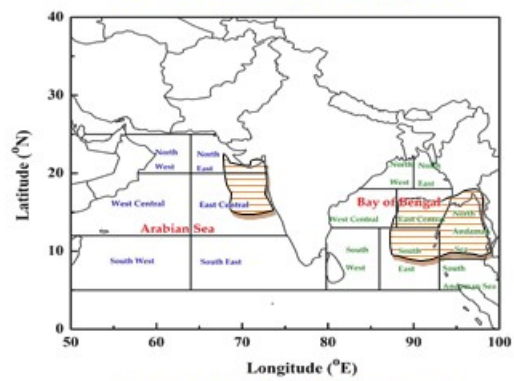 40
30
20
10
0
Latitude (°N)
North West
North East
West Central
East Central
Arabian Sea
South West
South East
North West
North East
Bay of Bengal
West Central
East Central
North Andaman Sea
South West
South East
South Andaman Sea
50 60 70 80 90 100
Longitude (°E)